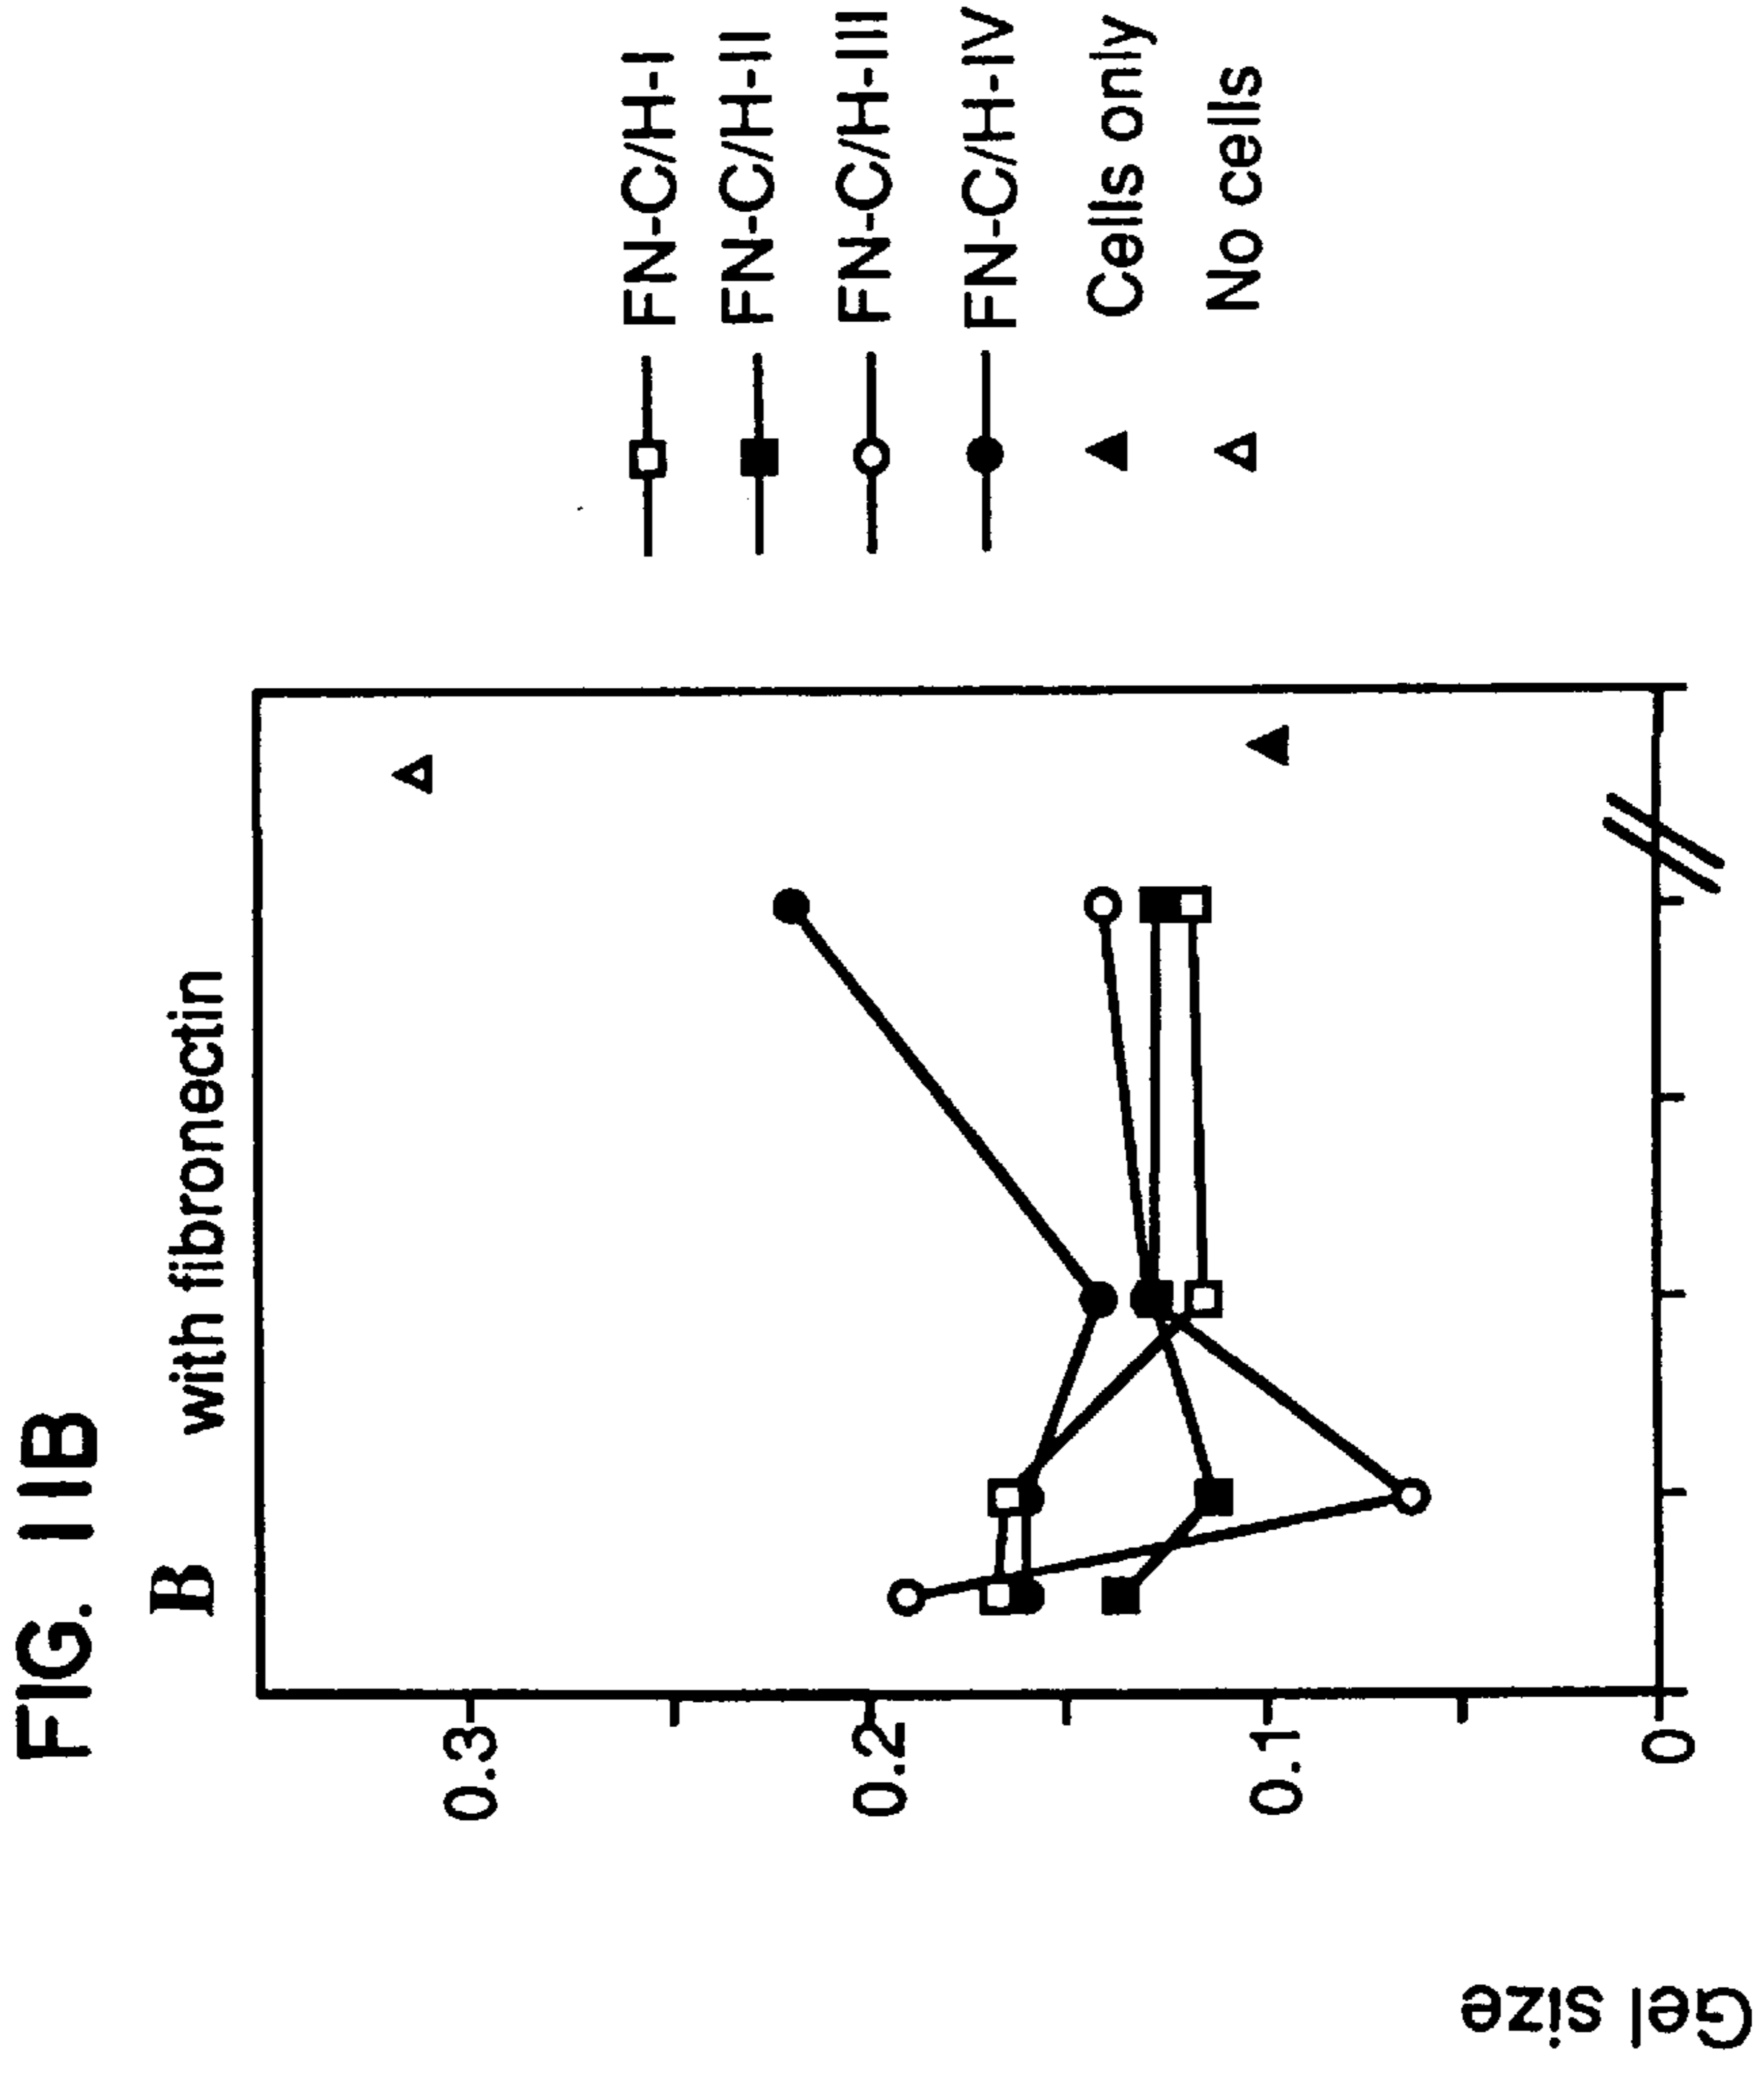 FIG. 11B
B
with fibronectin
0.3
0.2
0.1
0
Gel size
FN-C/H-I
FN-C/H-II
FN-C/H-III
FN-C/H-IV
Cells only
No cells